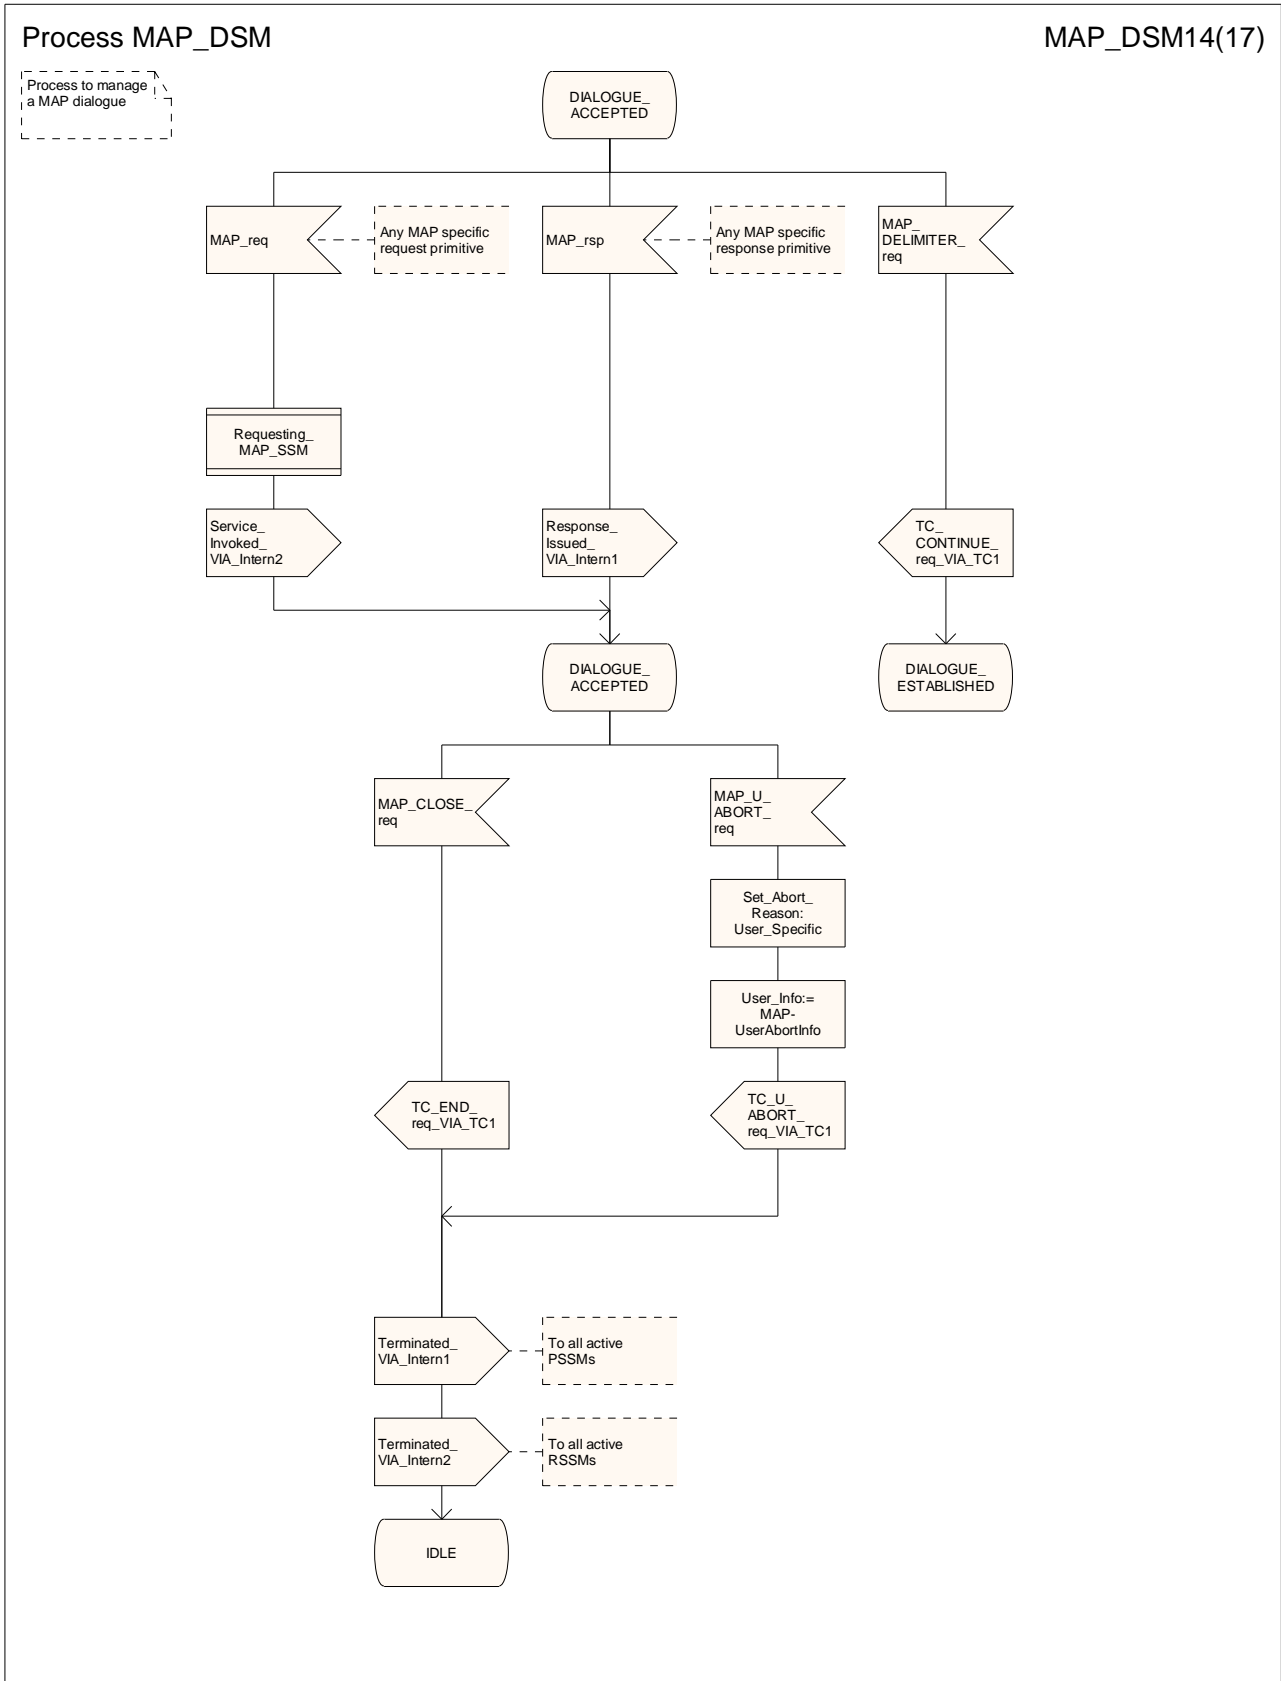 Process MAP_DSM
MAP_DSM14(17)
Process to manage
a MAP dialogue
DIALOGUE_
ACCEPTED
MAP_req
Any MAP specific
request primitive
MAP_rsp
Any MAP specific
response primitive
MAP_
DELIMITER_
req
Requesting_
MAP_SSM
Service_
Invoked_
VIA_Intern2
Response_
Issued_
VIA_Intern1
TC_
CONTINUE_
req_VIA_TC1
DIALOGUE_
ACCEPTED
DIALOGUE_
ESTABLISHED
MAP_CLOSE_
req
MAP_U_
ABORT_
req
Set_Abort_
Reason:
User_Specific
User_Info:=
MAP-
UserAbortInfo
TC_END_
req_VIA_TC1
TC_U_
ABORT_
req_VIA_TC1
Terminated_
VIA_Intern1
To all active
PSSMs
Terminated_
VIA_Intern2
To all active
RSSMs
IDLE